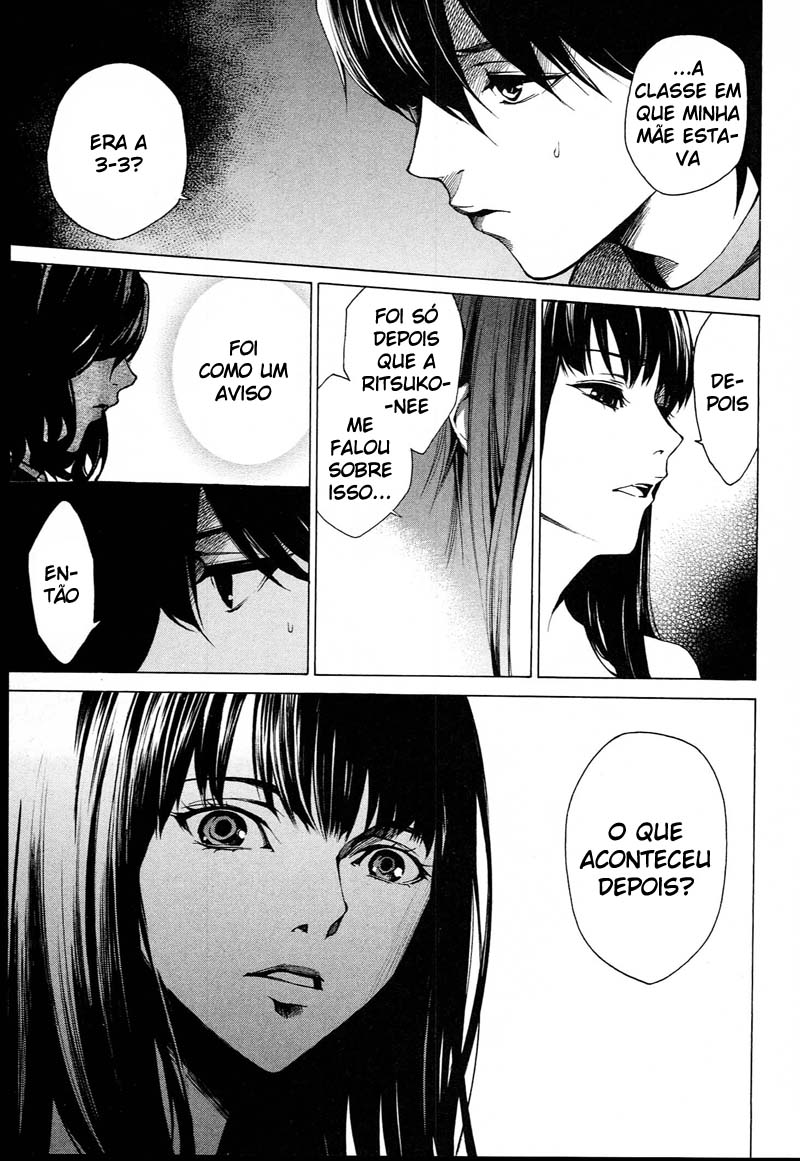 ...A
CLASSE EM
QUE MINHA
MÃE ESTA-
VA
ERA A
3-3?
DE-
POIS
FOI SÓ
DEPOIS
QUE A
RITSUKO-
-NEE
ME
FALOU
SOBRE
ISSO...
FOI
COMO UM
AVISO
EN-
TÃO
O QUE
ACONTECEU
DEPOIS?